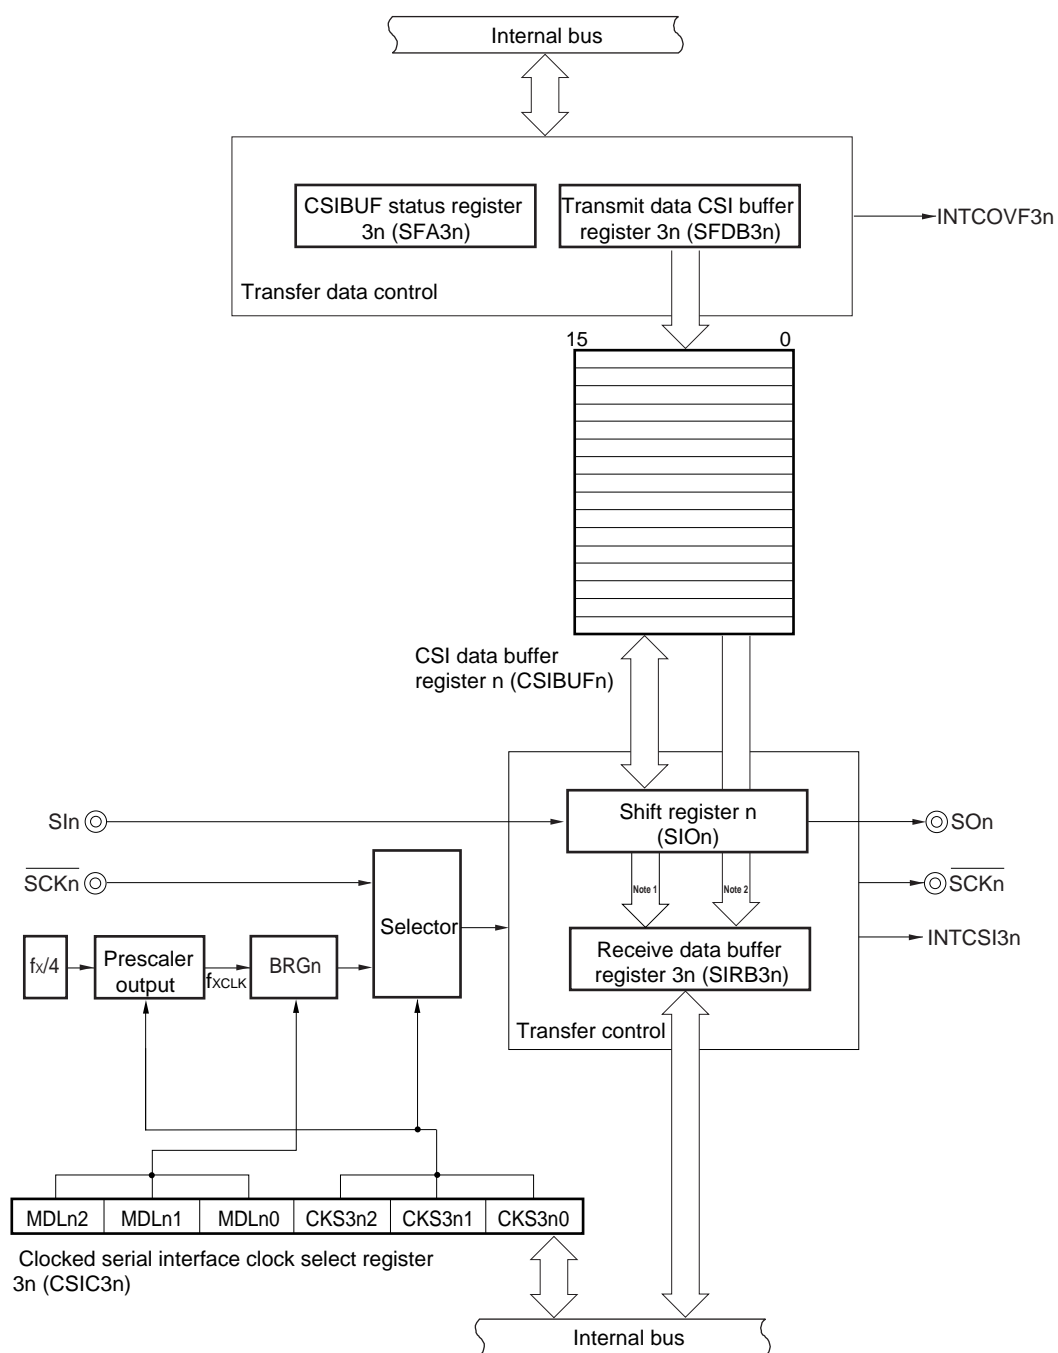 Internal bus
CSIBUF status register
3n (SFA3n)
Transmit data CSI buffer
register 3n (SFDB3n)
INTCOVF3n
Transfer data control
15 0
CSI data buffer
register n (CSIBUFn)
SIn
Shift register n
(SIOn)
SOn
SCKn
Note 1
Note 2
SCKn
Selector
INTCSI3n
fX/4
Prescaler
output
fXCLK
BRGn
Receive data buffer
register 3n (SIRB3n)
Transfer control
MDLn2 MDLn1 MDLn0 CKS3n2 CKS3n1 CKS3n0
Clocked serial interface clock select register
3n (CSIC3n)
Internal bus